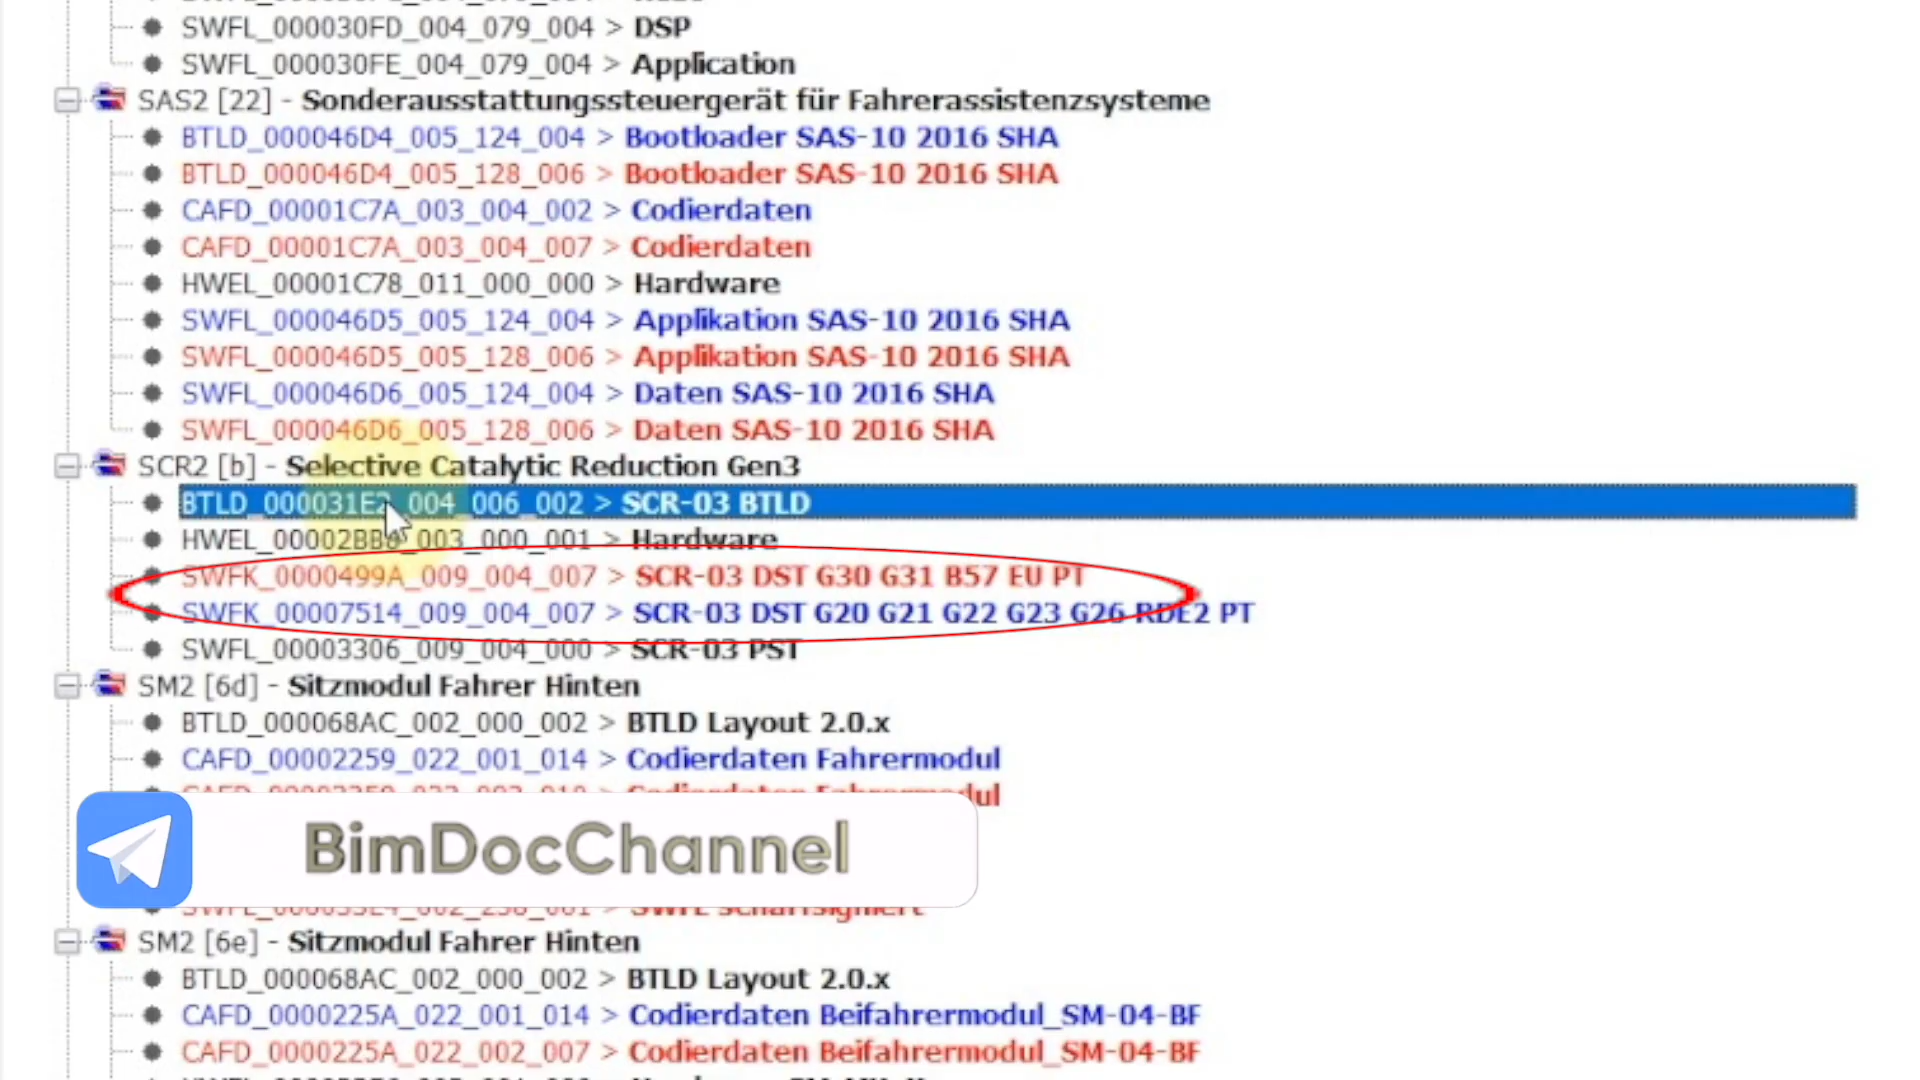 SWFL_000030FD_004_079_004 > DSP
SWFL_000030FE_004_079_004 > Application
SAS2 [22] - Sonderausstattungssteuergerät für Fahrerassistenzsysteme
BTLD_000046D4_005_124_004 > Bootloader SAS-10 2016 SHA
BTLD_000046D4_005_128_006 > Bootloader SAS-10 2016 SHA
CAFD_00001C7A_003_004_002 > Codierdaten
CAFD_00001C7A_003_004_007 > Codierdaten
HWEL_00001C78_011_000_000 > Hardware
SWFL_000046D5_005_124_004 > Applikation SAS-10 2016 SHA
SWFL_000046D5_005_128_006 > Applikation SAS-10 2016 SHA
SWFL_000046D6_005_124_004 > Daten SAS-10 2016 SHA
SWFL_000046D6_005_128_006 > Daten SAS-10 2016 SHA
SCR2 [b] - Selective Catalytic Reduction Gen3
BTLD_000031E2_004_006_002 > SCR-03 BTLD
> Hardware
SWFK_0000499A_009_004_007 > SCR-03 DST G30 G31 B57 EU PT
SWFK_00007514_009_004_007 > SCR-03 DST G20 G21 G22 G23 G26 RDE2 PT
SWFL_00003306_009_004_000 > SCR-03 PST
SM2 [6d] - Sitzmodul Fahrer Hinten
BTLD_000068AC_002_000_002 > BTLD Layout 2.0.x
CAFD_00002259_022_001_014 > Codierdaten Fahrermodul
BimDocChannel
SM2 [6e] - Sitzmodul Fahrer Hinten
BTLD_000068AC_002_000_002 > BTLD Layout 2.0.x
CAFD_0000225A_022_001_014 > Codierdaten Beifahrermodul_SM-04-BF
CAFD_0000225A_022_002_007 > Codierdaten Beifahrermodul_SM-04-BF